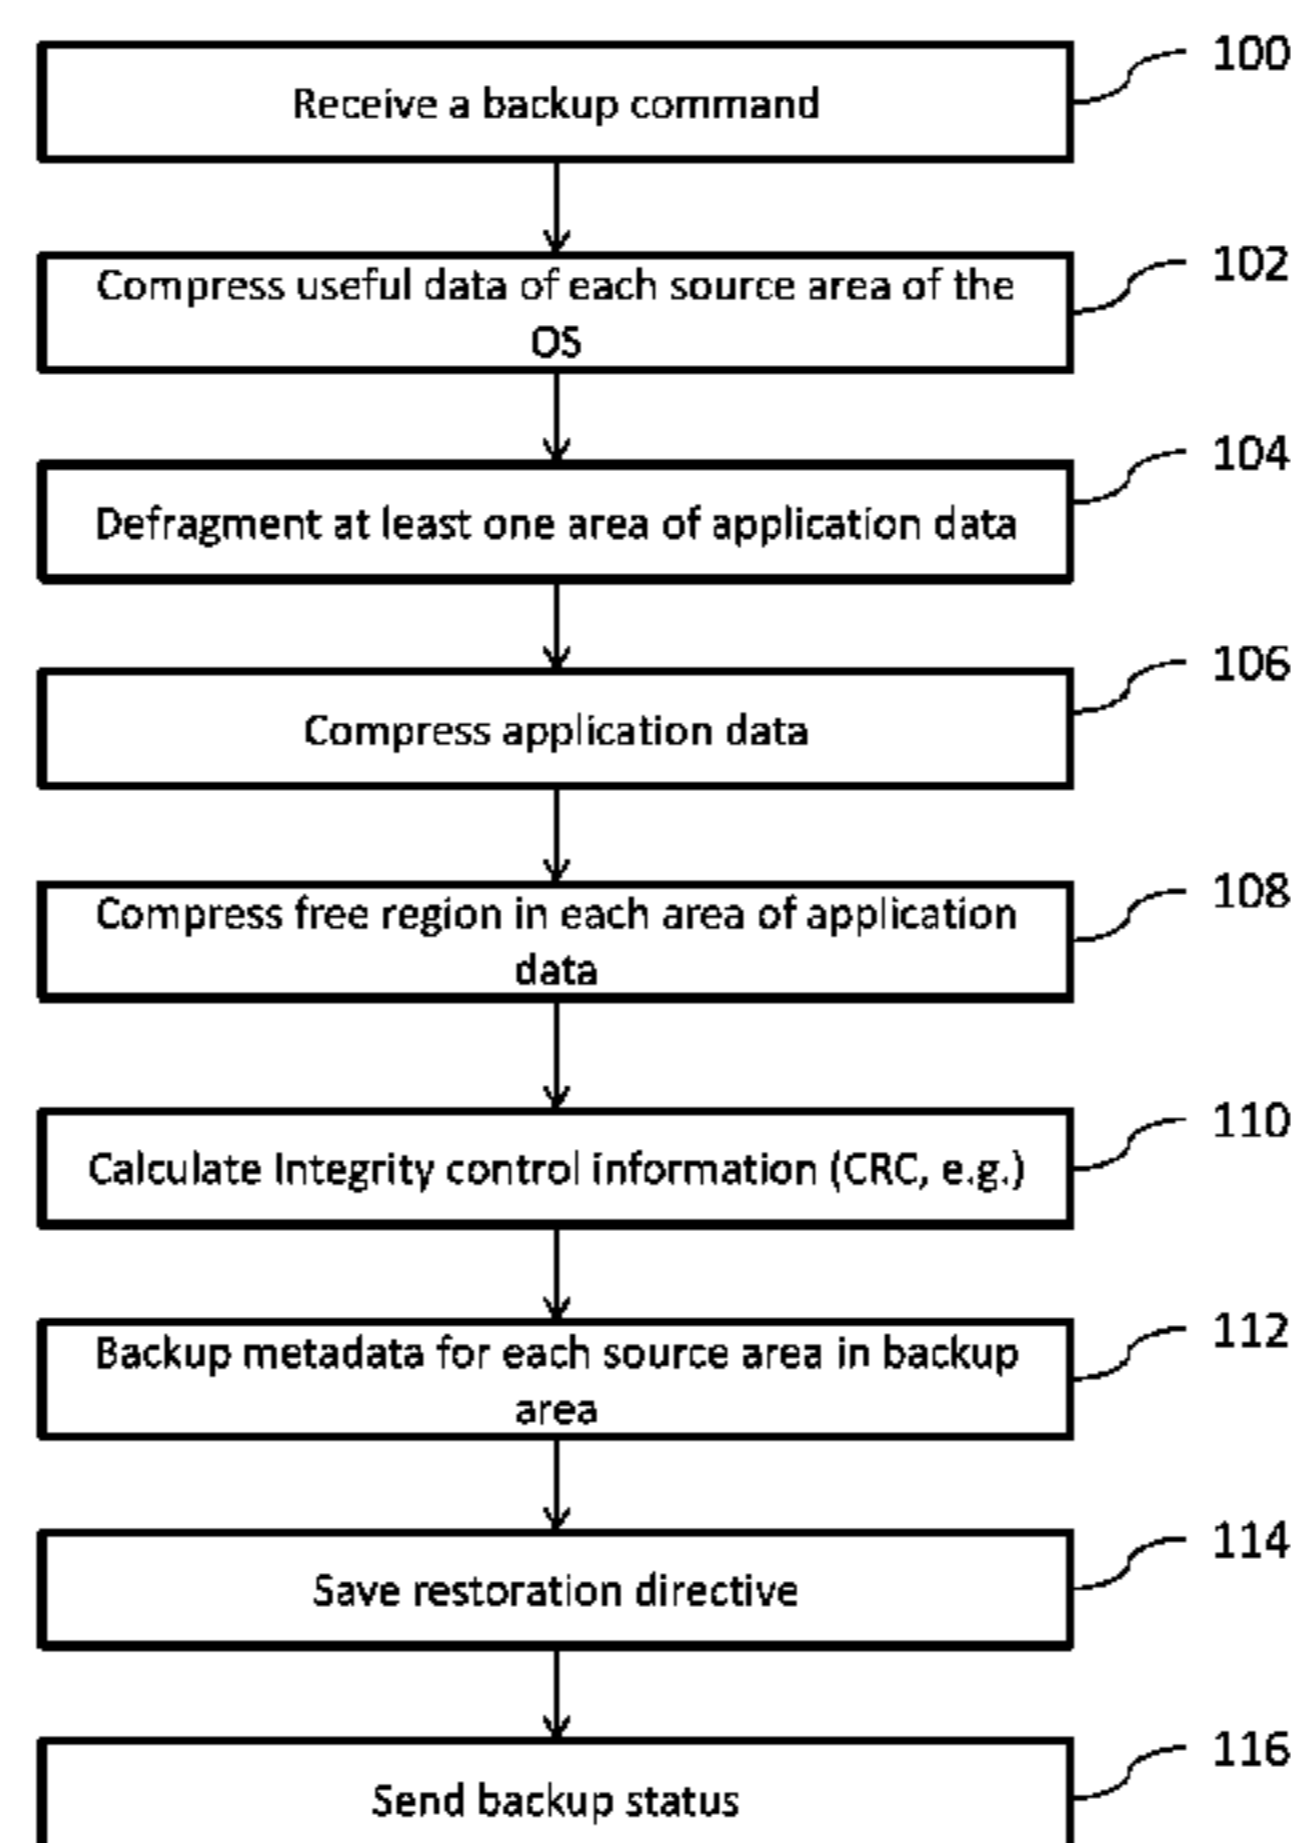 100
Receive a backup command
102
Compress useful data of each source area of the
OS
104
Defragment at least one area of application data
106
Compress application data
108
Compress free region in each area of application
data
110
Calculate Integrity control information (CRC, e.g.)
112
Backup metadata for each source area in backup
area
114
Save restoration directive
116
Send backup status